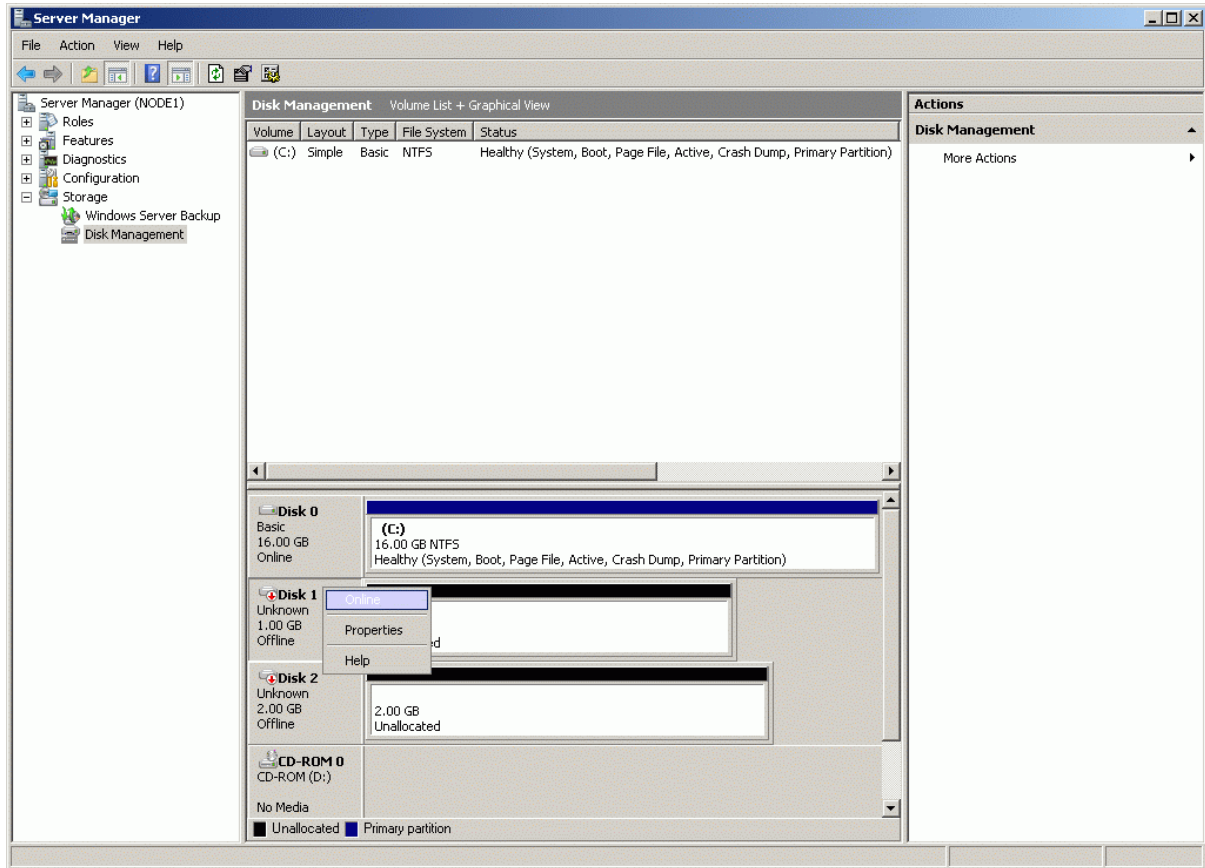 Server Manager
File Action View Help
Server Manager (NODE1)
Roles
Features
Diagnostics
Configuration
Storage
Windows Server Backup
Disk Management
Disk Management Volume List + Graphical View
Volume Layout Type File System Status
(C:) Simple Basic NTFS Healthy (System, Boot, Page File, Active, Crash Dump, Primary Partition)
Disk 0
Basic
16.00 GB
Online
(C:)
16.00 GB NTFS
Healthy (System, Boot, Page File, Active, Crash Dump, Primary Partition)
Disk 1
Unknown
1.00 GB
Offline
Online
Properties
Help
ed
Disk 2
Unknown
2.00 GB
Offline
2.00 GB
Unallocated
CD-ROM 0
CD-ROM (D:)
No Media
Unallocated Primary partition
Actions
Disk Management
More Actions